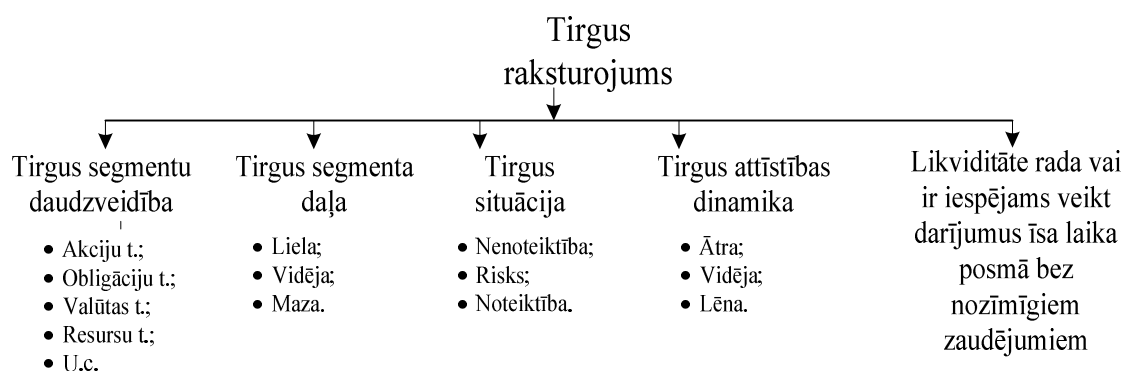 Tirgus
raksturojums
Tirgus segmentu
daudzveidība
• Akciju t.;
• Obligāciju t.;
• Valūtas t.;
• Resursu t.;
• U.c.
Tirgus segmenta
daļa
• Liela;
• Vidēja;
• Maza.
Tirgus
situācija
• Nenoteiktība;
• Risks;
• Noteiktība.
Tirgus attīstības
dinamika
• Ātra;
• Vidēja;
• Lēna.
Likviditāte rada vai
ir iespējams veikt
darījumus īsa laika
posmā bez
nozīmīgiem
zaudējumiem